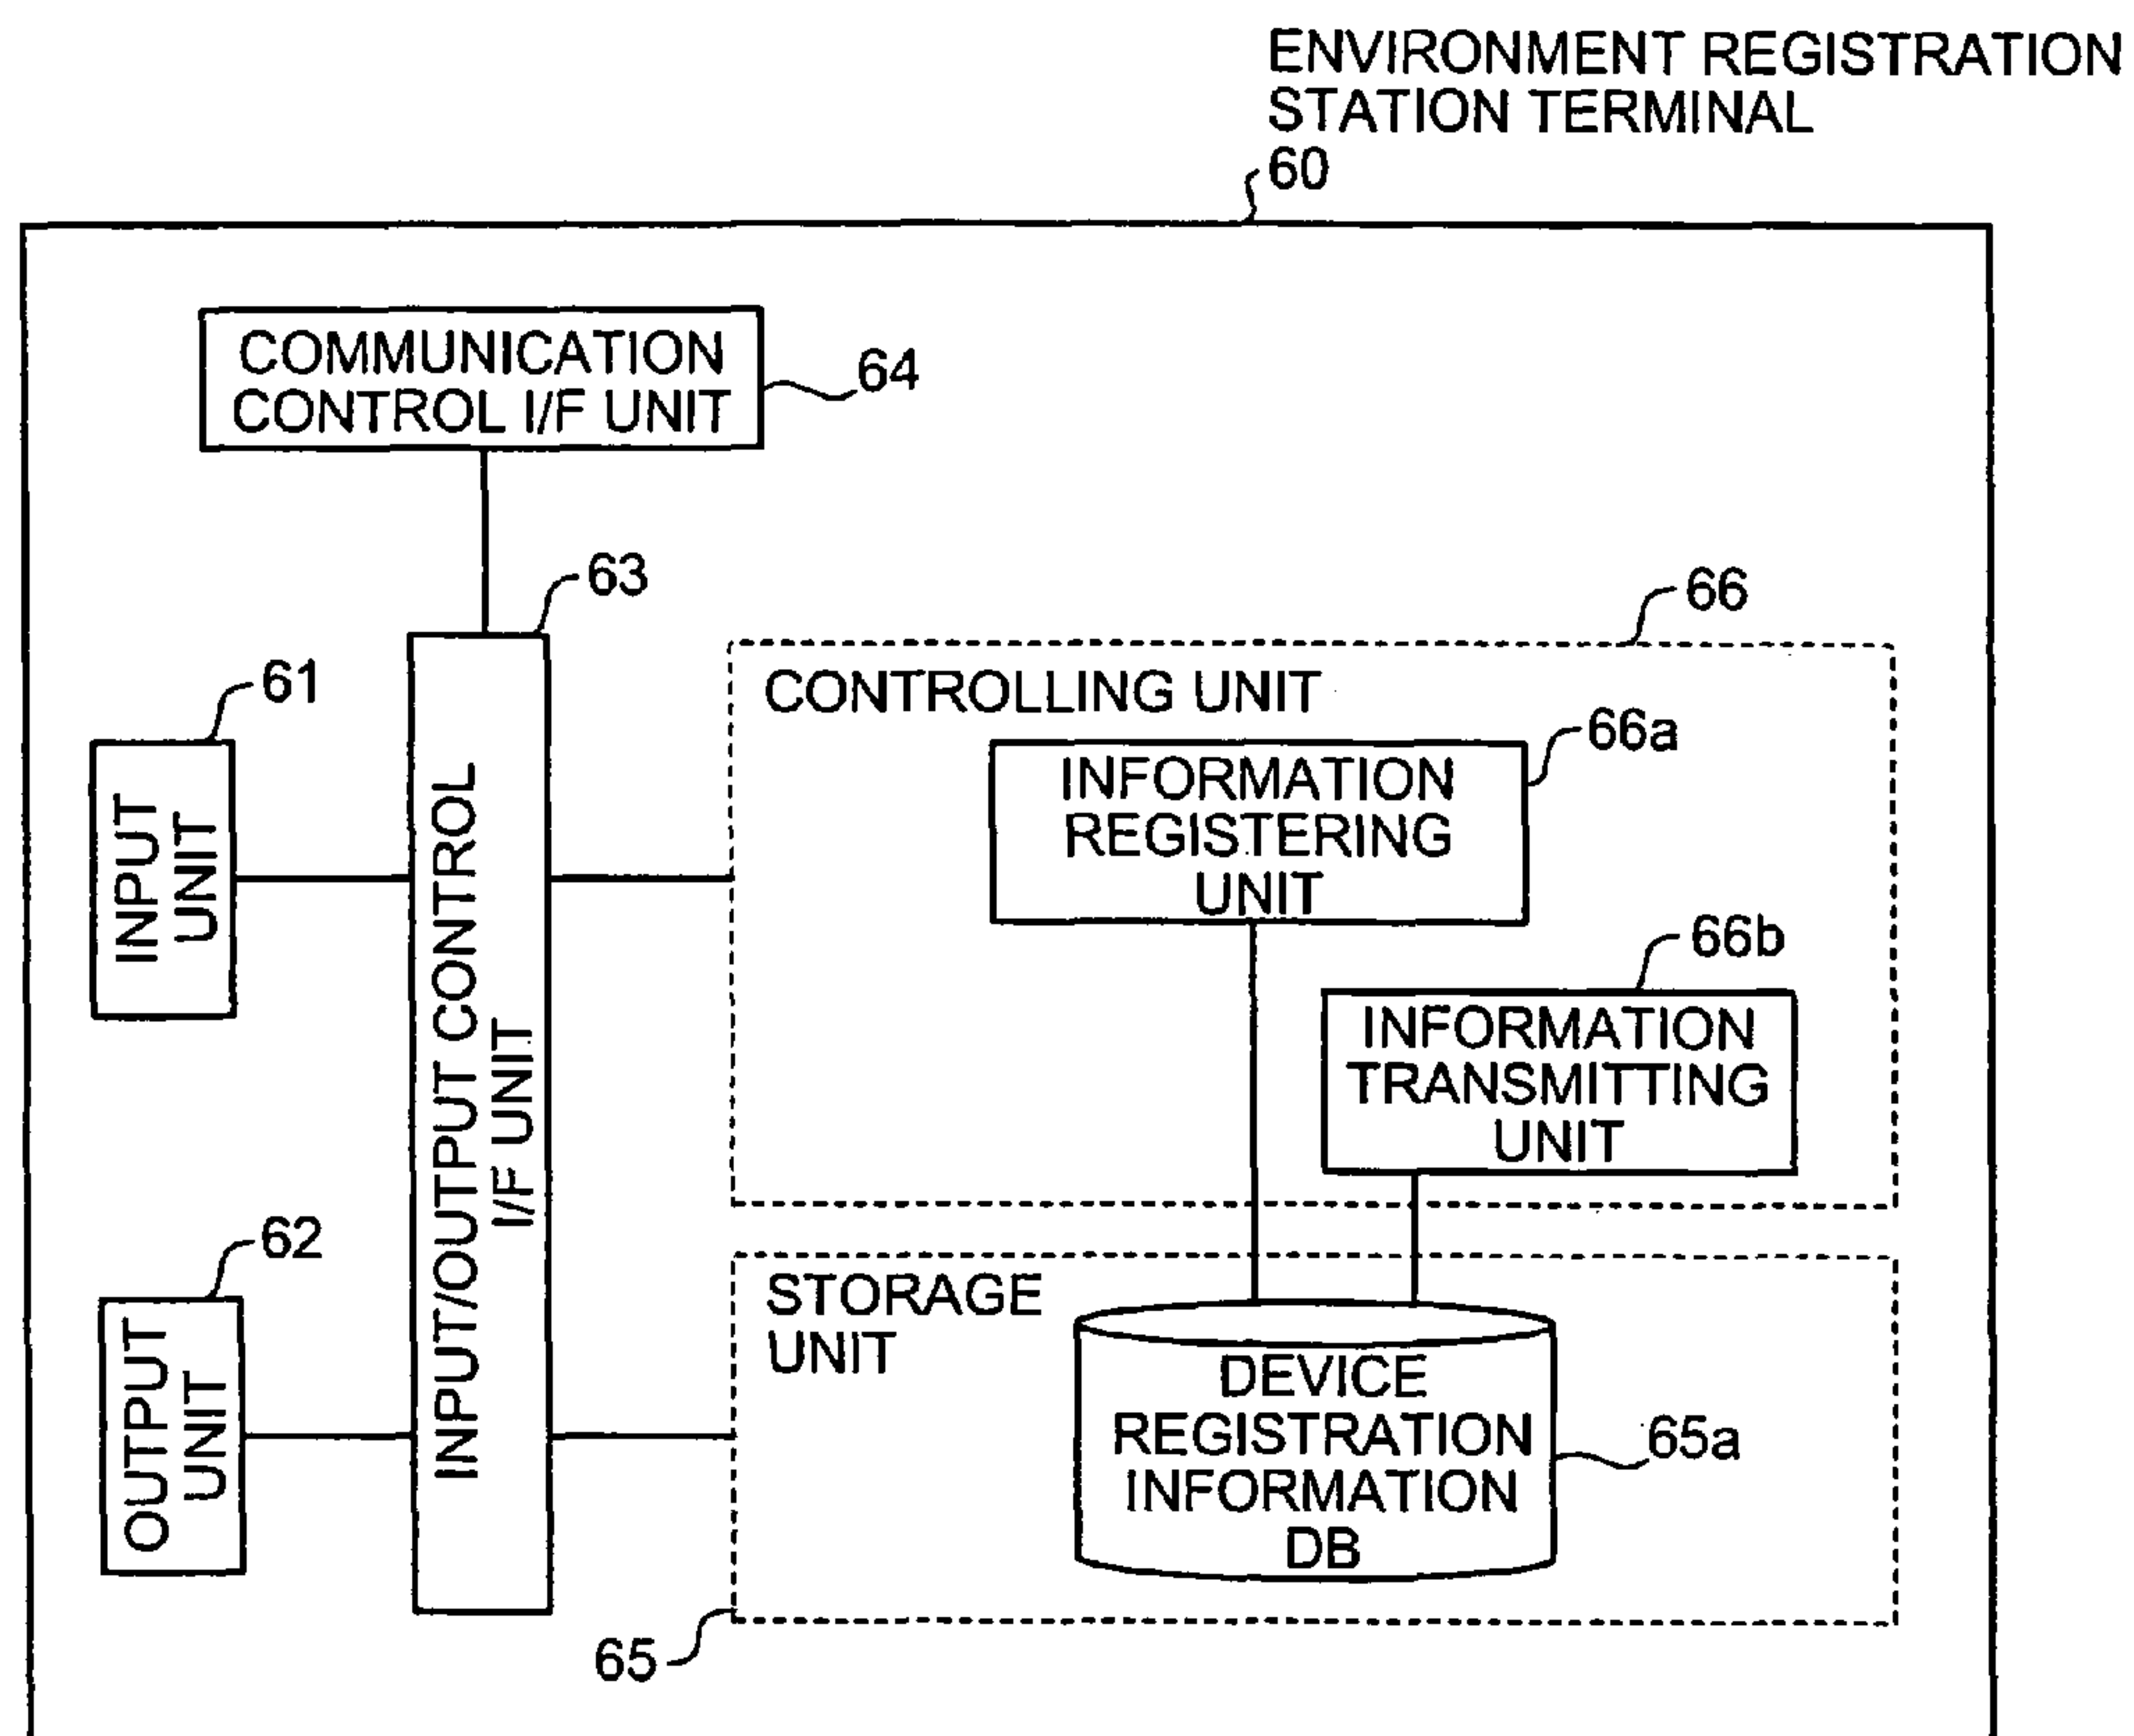 ENVIRONMENT REGISTRATION
STATION TERMINAL
60
COMMUNICATION
CONTROL I/F UNIT
64
63
61
INPUT
UNIT
INPUT/OUTPUT CONTROL
I/F UNIT
62
OUTPUT
UNIT
66
CONTROLLING UNIT
66a
INFORMATION
REGISTERING
UNIT
66b
INFORMATION
TRANSMITTING
UNIT
STORAGE
UNIT
DEVICE
REGISTRATION
INFORMATION
DB
65a
65